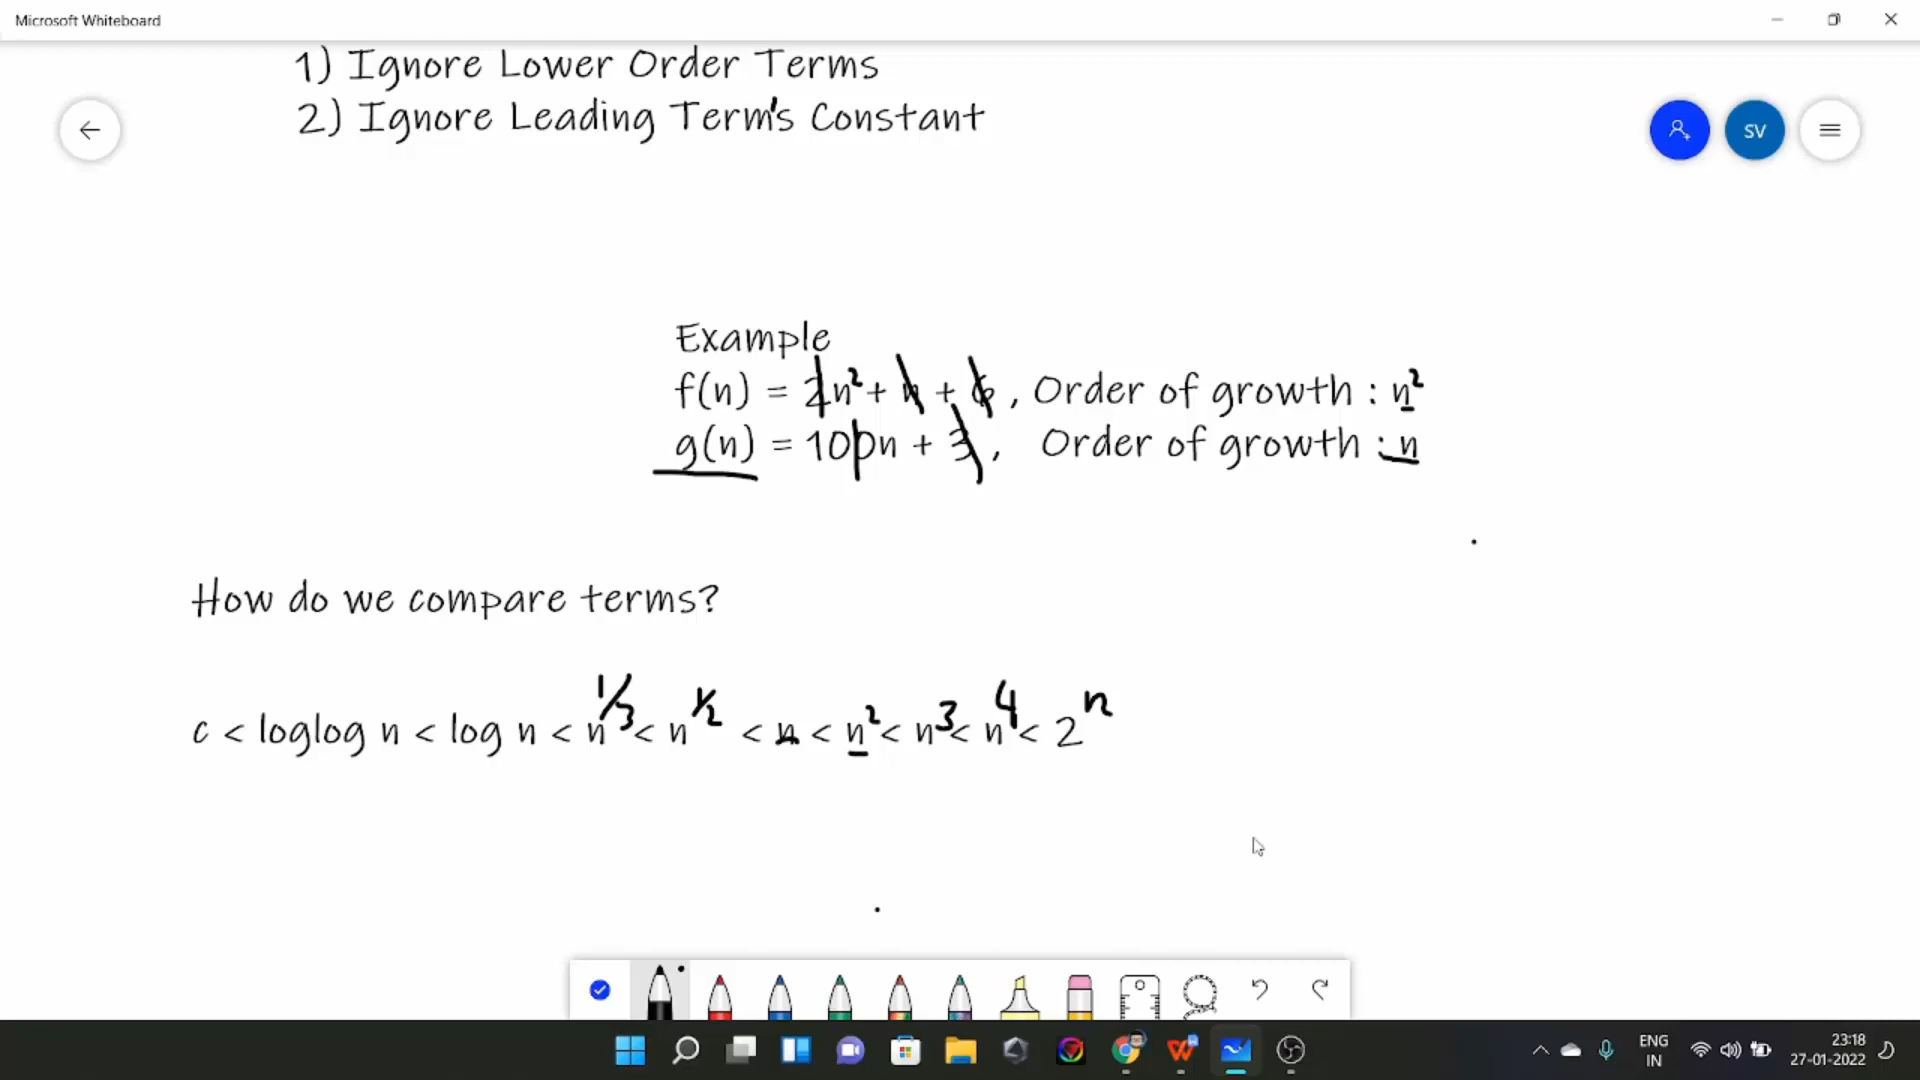 Microsoft Whiteboard
1) Ignore Lower Order Terms
2) Ignore Leading Term's Constant
SV
Example
f(n) = 2n² + n + 6 , Order of growth : n²
g(n) = 100n + 3 , Order of growth : n
How do we compare terms?
c < loglog n < log n < n^1/3 < n^1/2 < n < n² < n³ < n⁴ < 2ⁿ
ENG
IN
23:18
27-01-2022